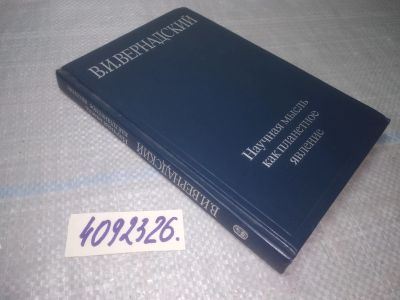 В.И.ВЕРНАДСКИЙ
Научная мысль
как планетное
явление
В.И.ВЕРНАДСКИЙ
4092326.